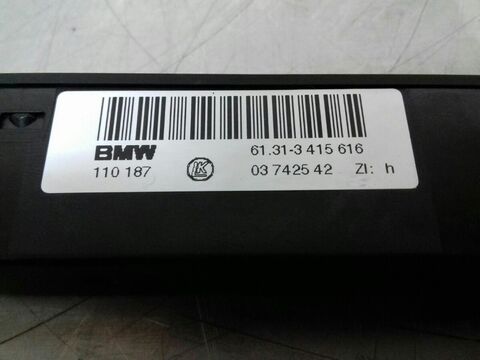 BMW 61.31-3 415 616
110 187 K 03 7425 42 ZI: h